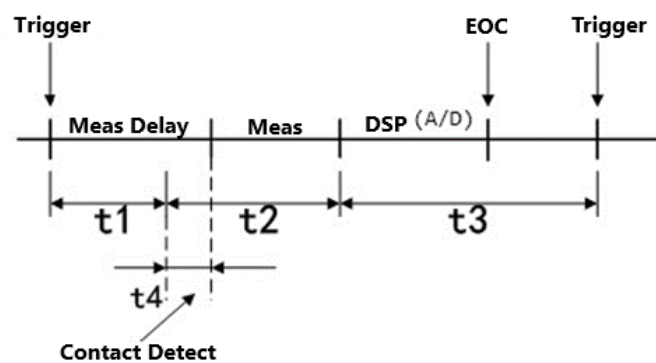 Trigger EOC Trigger
Meas Delay Meas DSP (A/D)
t1 t2 t3
t4
Contact Detect